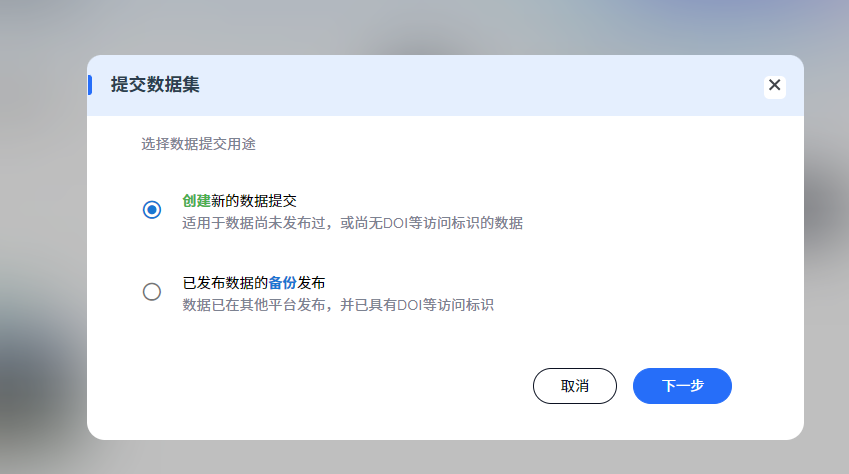 提交数据集
选择数据提交用途
创建新的数据提交
适用于数据尚未发布过，或尚无DOI等访问标识的数据
已发布数据的备份发布
数据已在其他平台发布，并已具有DOI等访问标识
取消
下一步